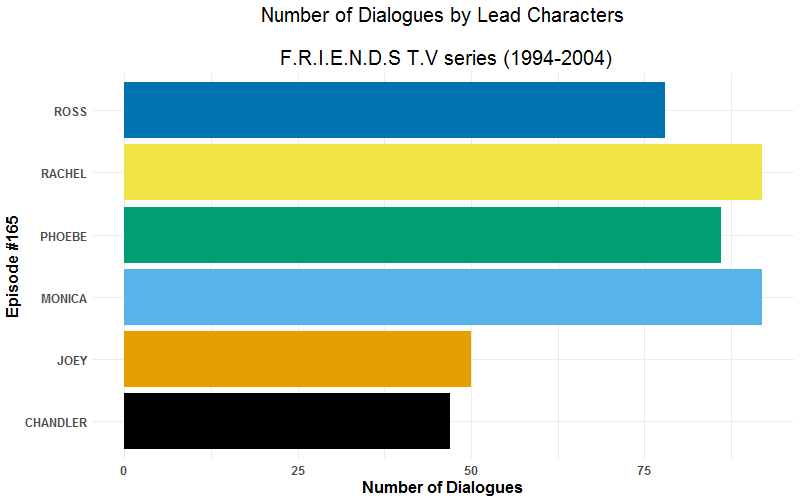 Number of Dialogues by Lead Characters
F.R.I.E.N.D.S T.V series (1994-2004)
Episode #165
ROSS
RACHEL
PHOEBE
MONICA
JOEY
CHANDLER
0 25 50 75
Number of Dialogues